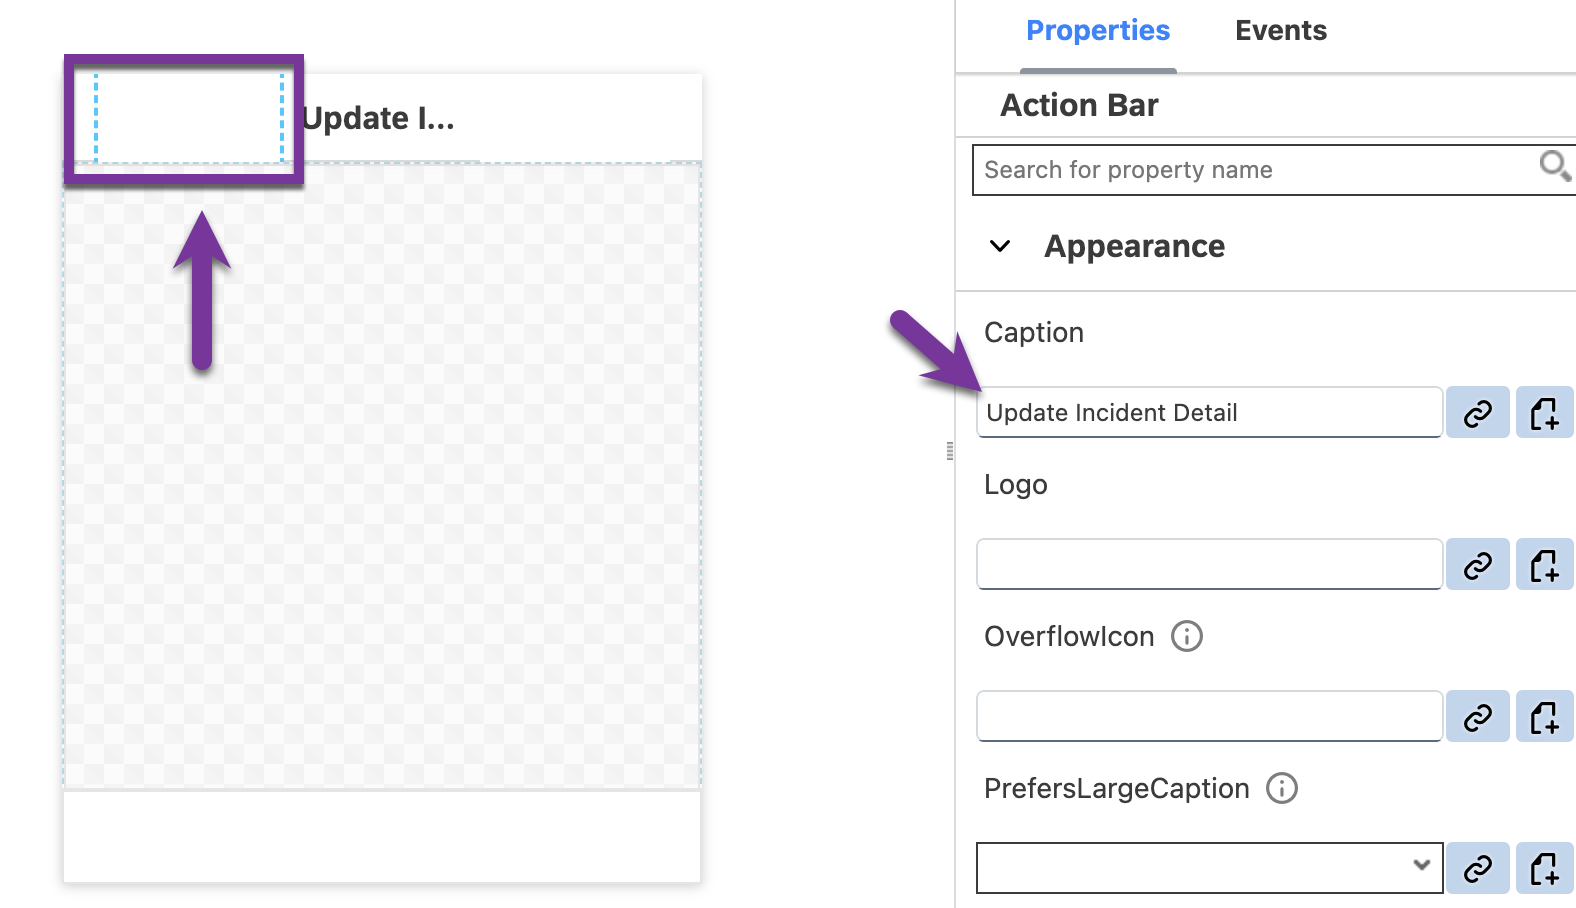 Update I...
Properties
Events
Action Bar
Search for property name
Appearance
Caption
Update Incident Detail
Logo
OverflowIcon
PrefersLargeCaption